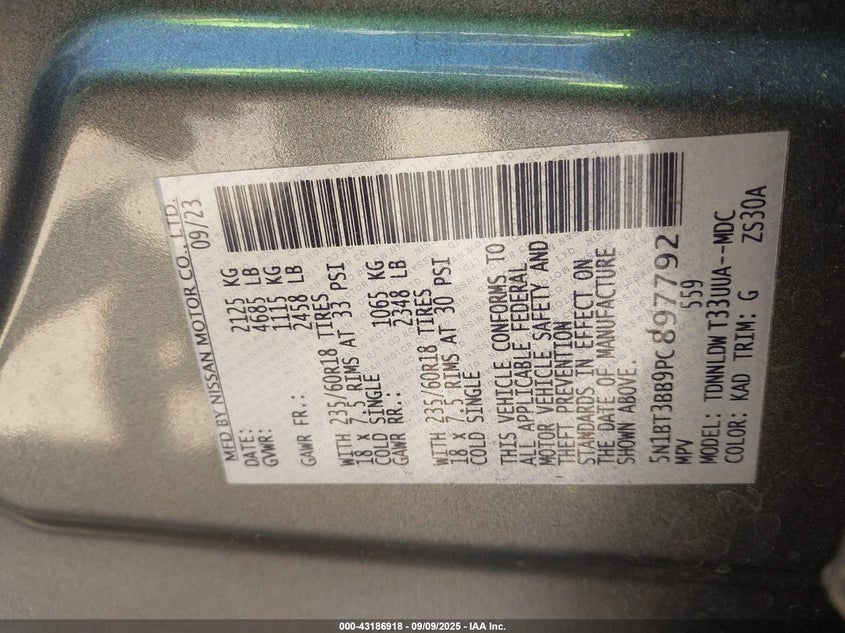 MFD BY NISSAN MOTOR CO., LTD.
DATE: 09/23
GVWR: 2125 KG
4685 LB
GAWR FR.: 1115 KG
2458 LB
WITH 235/60R18 TIRES
18 X 7.5 RIMS AT 33 PSI
COLD SINGLE
GAWR RR.: 1065 KG
2348 LB
WITH 235/60R18 TIRES
18 X 7.5 RIMS AT 30 PSI
COLD SINGLE
THIS VEHICLE CONFORMS TO
ALL APPLICABLE FEDERAL
MOTOR VEHICLE SAFETY AND
THEFT PREVENTION
STANDARDS IN EFFECT ON
THE DATE OF MANUFACTURE
SHOWN ABOVE.
5N1BT3BB9PC897792
MPV 559
MODEL: TDNNLDWT33UUA--MDC
COLOR: KAD TRIM: G ZS30A
000-43186918 - 09/09/2025 - IAA Inc.